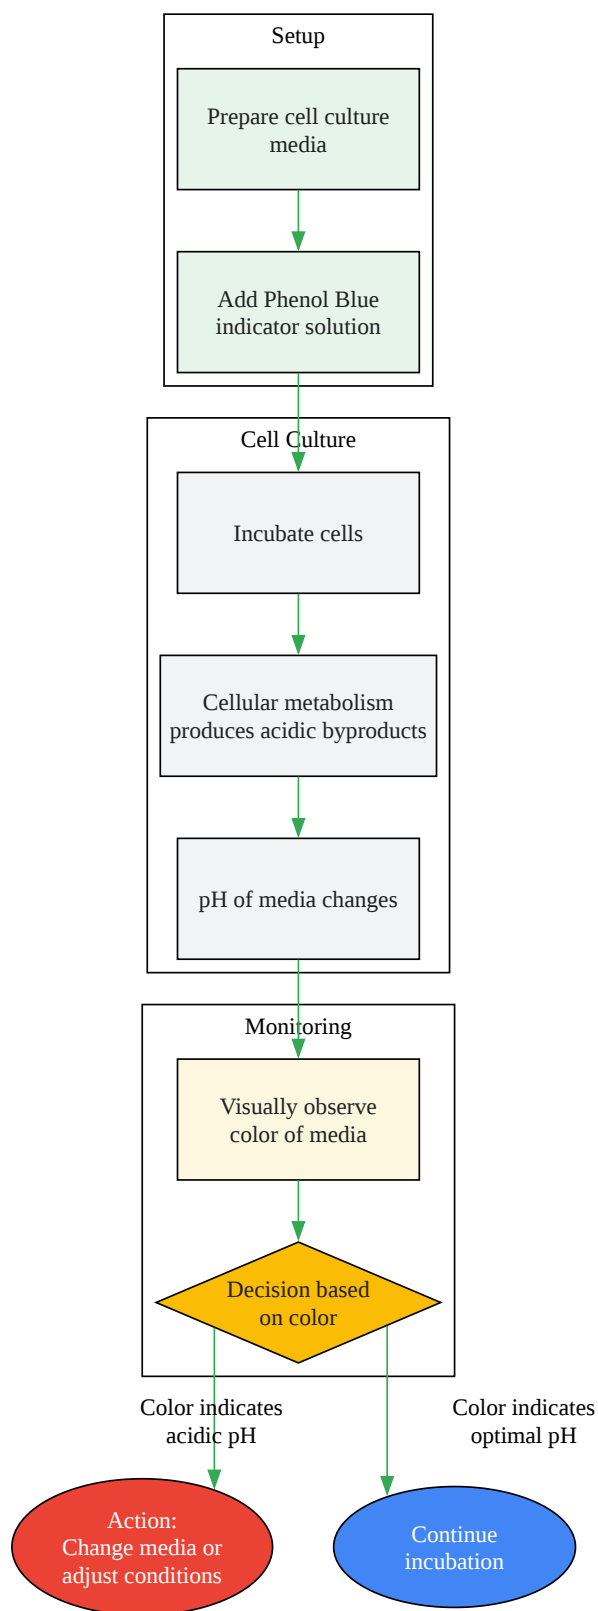 Setup
Prepare cell culture
media
Add Phenol Blue
indicator solution
Cell Culture
Incubate cells
Cellular metabolism
produces acidic byproducts
pH of media changes
Monitoring
Visually observe
color of media
Decision based
on color
Color indicates
acidic pH
Color indicates
optimal pH
Action:
Change media or
adjust conditions
Continue
incubation